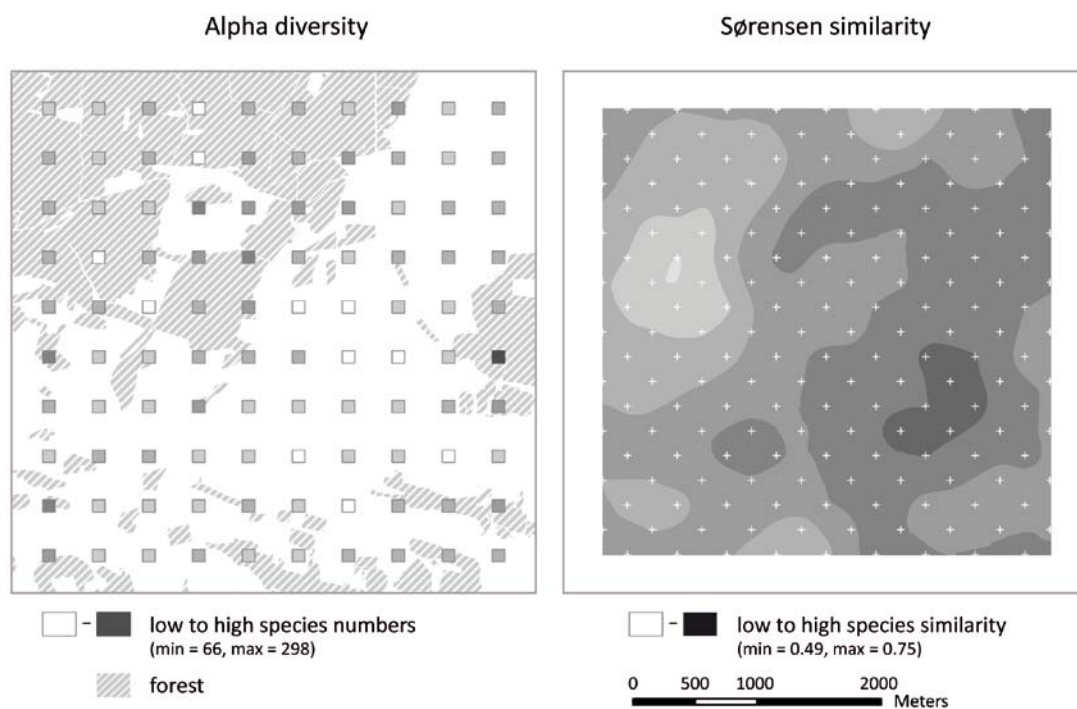 Alpha diversity
Sørensen similarity
– low to high species numbers
(min = 66, max = 298)
forest
– low to high species similarity
(min = 0.49, max = 0.75)
0 500 1000 2000
Meters